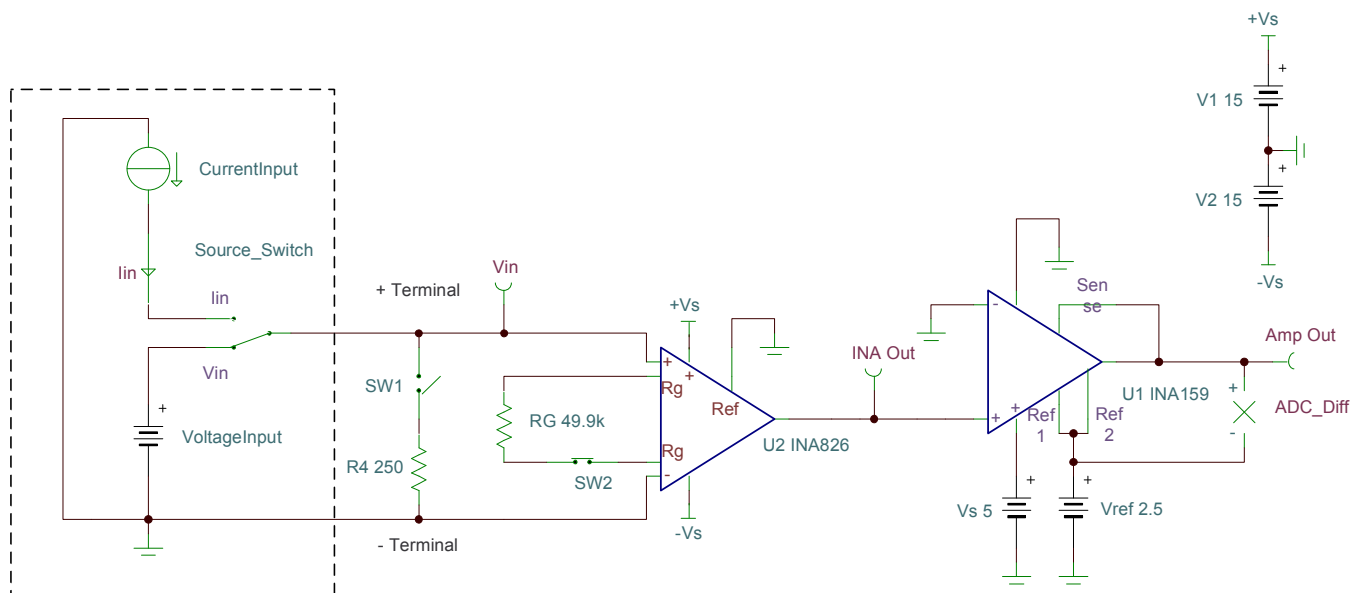 +Vs
+
V1 15
+
V2 15
-Vs
CurrentInput
Source_Switch
Iin
Iin
Vin
+
VoltageInput
+ Terminal
Vin
SW1
R4 250
- Terminal
RG 49.9k
SW2
+Vs
+
+
Rg
Ref
Rg
-
-Vs
U2 INA826
INA Out
-
Sen
se
+
+
Ref
1
Ref
2
U1 INA159
Amp Out
+
ADC_Diff
-
+
Vs 5
+
Vref 2.5